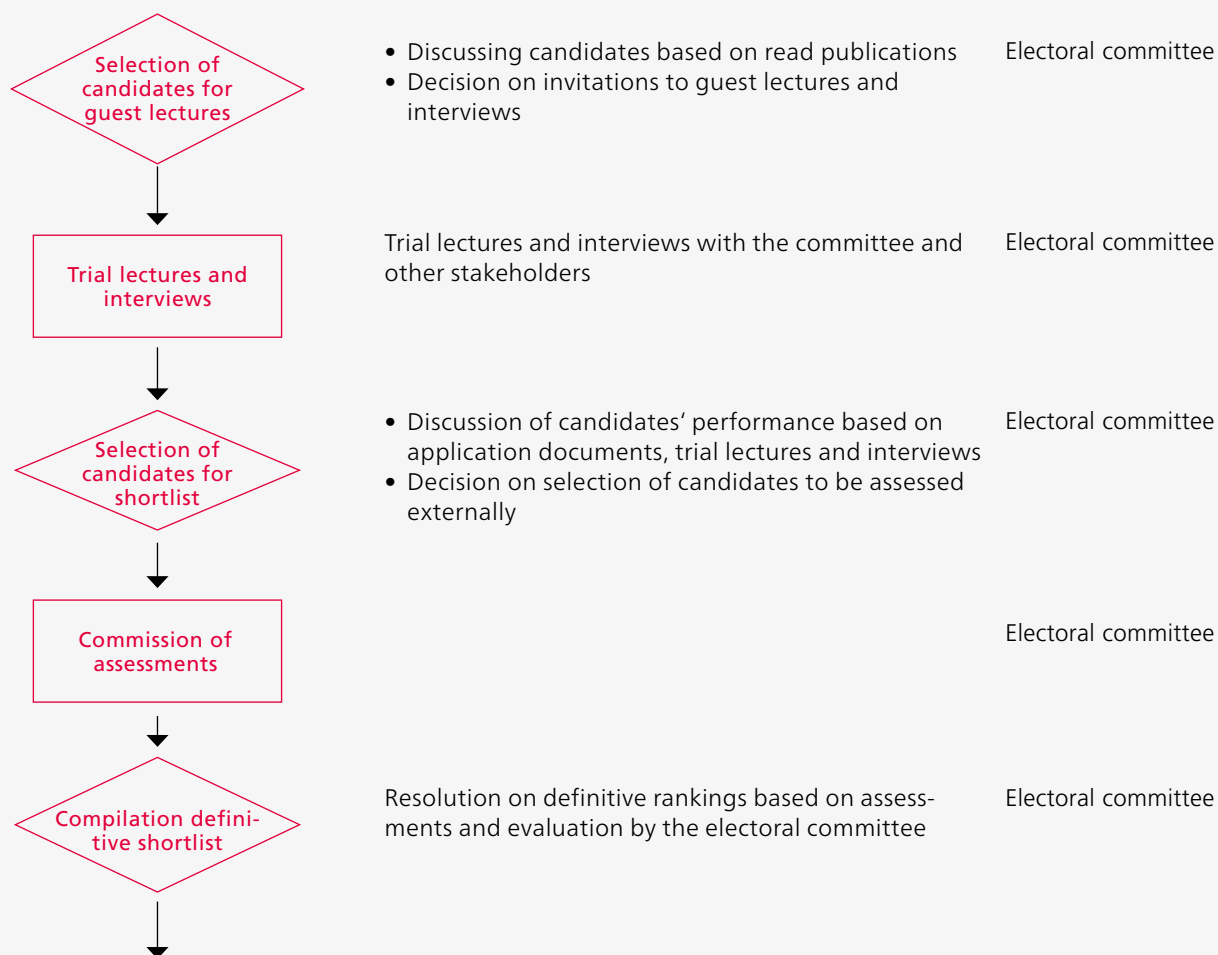 Selection of
candidates for
guest lectures
• Discussing candidates based on read publications
• Decision on invitations to guest lectures and
interviews
Electoral committee
Trial lectures and
interviews
Trial lectures and interviews with the committee and
other stakeholders
Electoral committee
Selection of
candidates for
shortlist
• Discussion of candidates‘ performance based on
application documents, trial lectures and interviews
• Decision on selection of candidates to be assessed
externally
Electoral committee
Commission of
assessments
Electoral committee
Compilation defini-
tive shortlist
Resolution on definitive rankings based on assess-
ments and evaluation by the electoral committee
Electoral committee